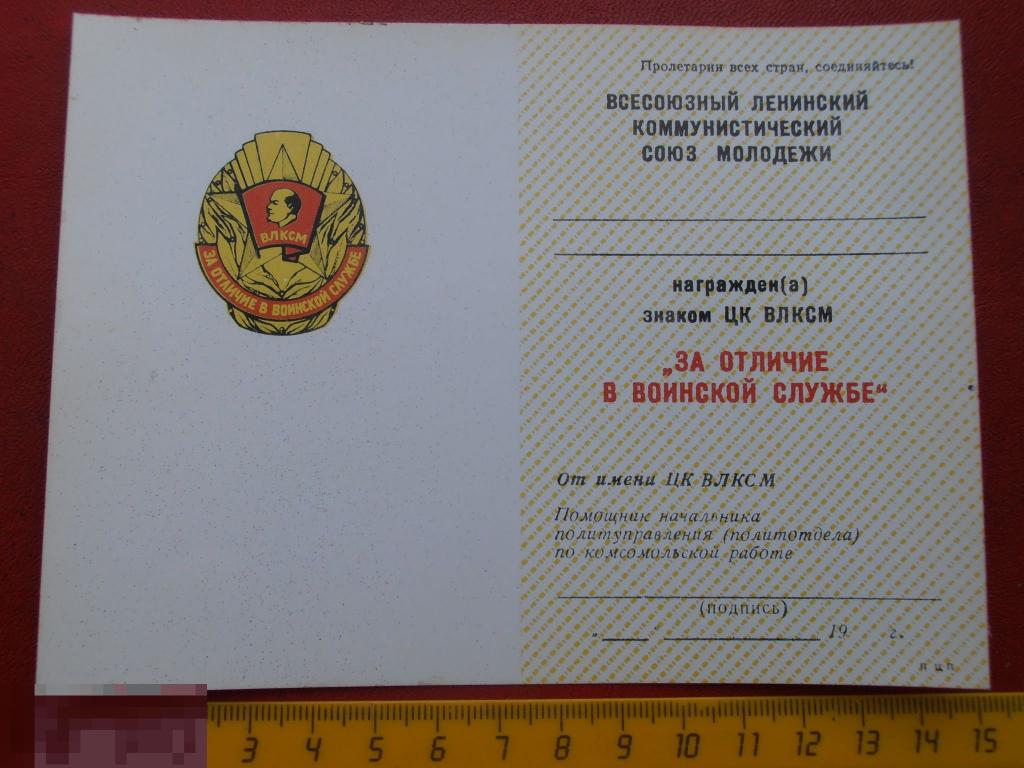 ВЛКСМ
ЗА ОТЛИЧИЕ В ВОИНСКОЙ СЛУЖБЕ
Пролетарии всех стран, соединяйтесь!
ВСЕСОЮЗНЫЙ ЛЕНИНСКИЙ
КОММУНИСТИЧЕСКИЙ
СОЮЗ МОЛОДЕЖИ
награжден(а)
знаком ЦК ВЛКСМ
„ЗА ОТЛИЧИЕ
В ВОИНСКОЙ СЛУЖБЕ“
От имени ЦК ВЛКСМ
Помощник начальника
политуправления (политотдела)
по комсомольской работе
(подпись)
„___“ ___________ 19 г.
п ц п
3 4 5 6 7 8 9 10 11 12 13 14 15